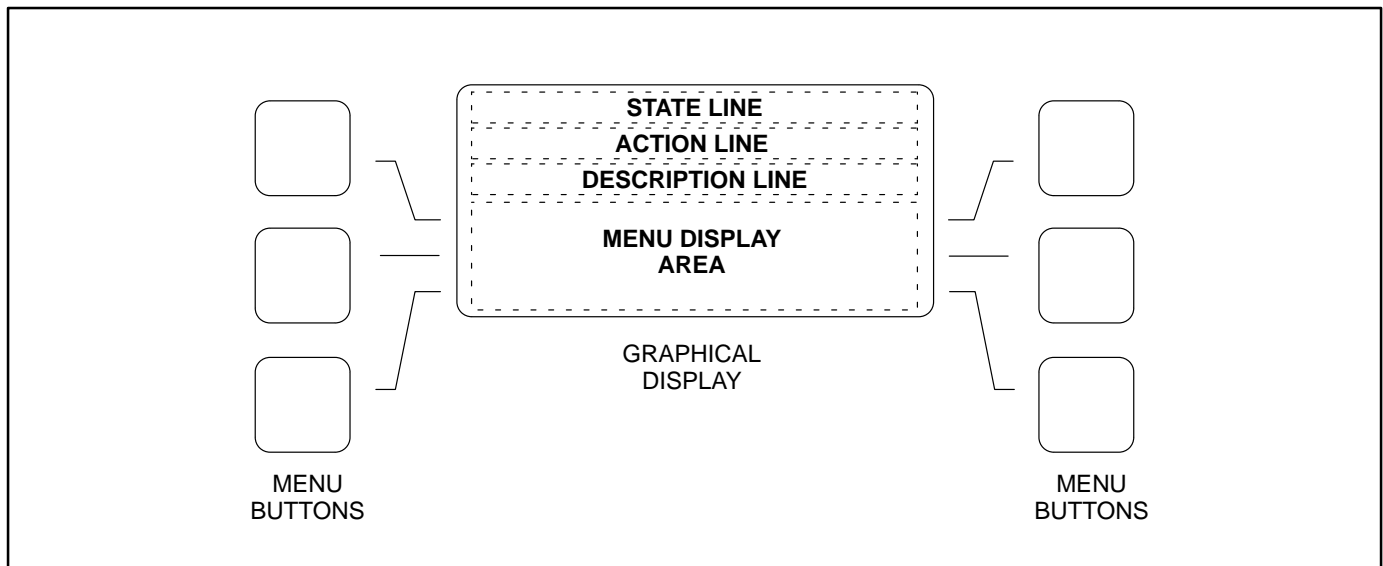 STATE LINE
ACTION LINE
DESCRIPTION LINE
MENU DISPLAY
AREA
GRAPHICAL
DISPLAY
MENU
BUTTONS
MENU
BUTTONS